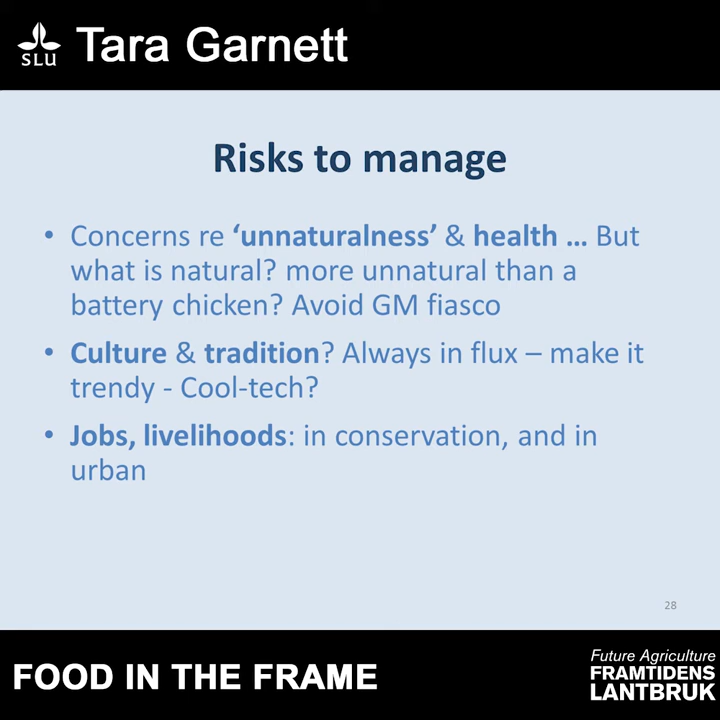 SLU
Tara Garnett
Risks to manage
• Concerns re ‘unnaturalness’ & health … But
what is natural? more unnatural than a
battery chicken? Avoid GM fiasco
• Culture & tradition? Always in flux – make it
trendy - Cool-tech?
• Jobs, livelihoods: in conservation, and in
urban
28
FOOD IN THE FRAME
Future Agriculture
FRAMTIDENS
LANTBRUK